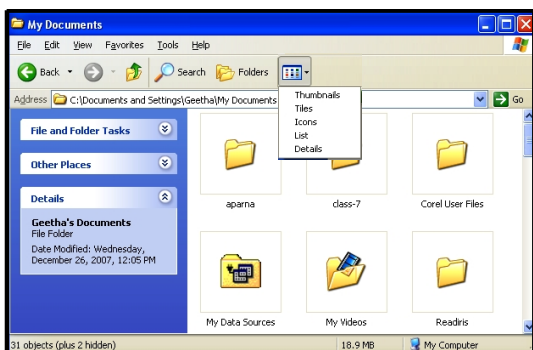 My Documents
File Edit View Favorites Tools Help
Back Search Folders
Address C:\Documents and Settings\Geetha\My Documents Go
Thumbnails
Tiles
Icons
List
Details
File and Folder Tasks
Other Places
Details
Geetha's Documents
File Folder
Date Modified: Wednesday,
December 26, 2007, 12:05 PM
aparna class-7 Corel User Files
My Data Sources My Videos Readiris
31 objects (plus 2 hidden) 18.9 MB My Computer